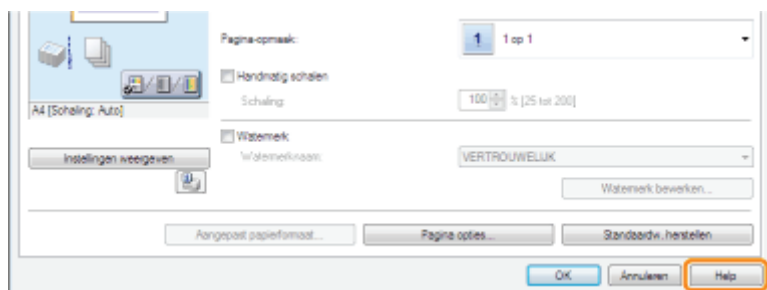 Pagina-opmaak:
1 1 op 1
Handmatig schalen
A4 [Schaling: Auto]
Schaling: 100 % [25 tot 200]
Watermerk
Instellingen weergeven
Watermerknaam: VERTROUWELIJK
Watermerk bewerken...
Aangepast papierformaat... Pagina opties... Standaardw. herstellen
OK Annuleren Help